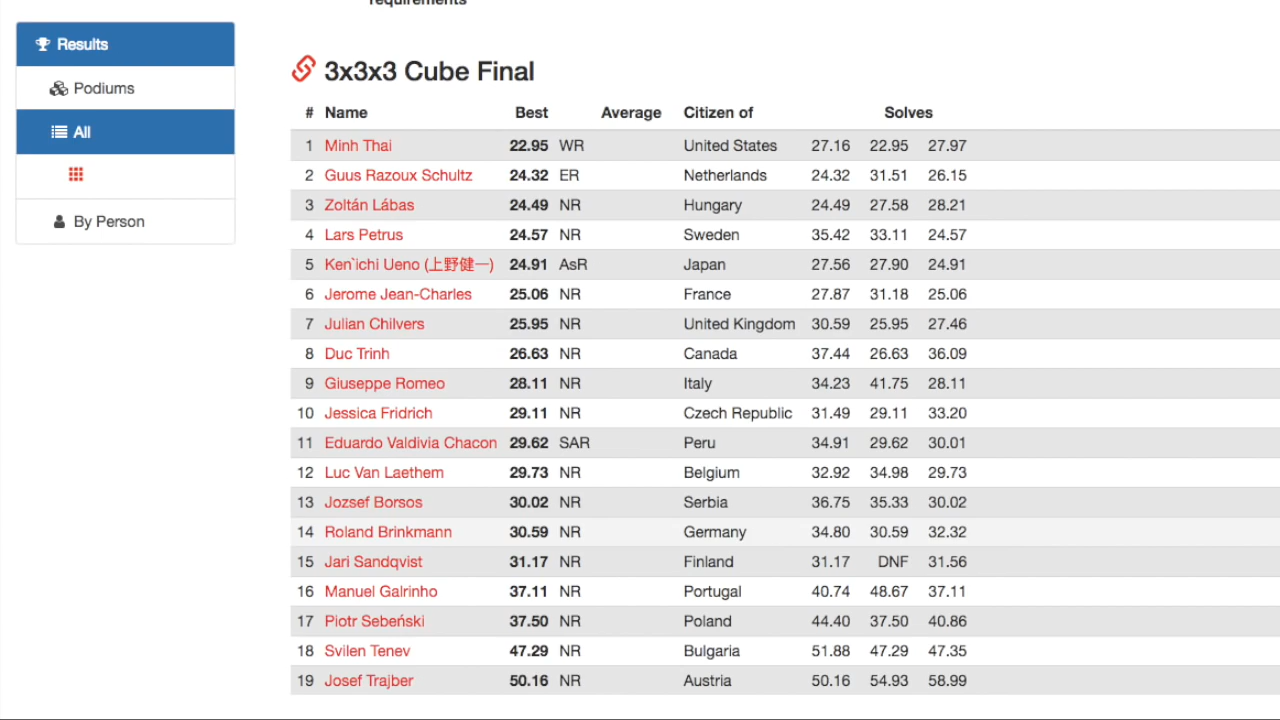 requirements
Results
Podiums
All
By Person
3x3x3 Cube Final
# Name Best Average Citizen of Solves
1 Minh Thai 22.95 WR United States 27.16 22.95 27.97
2 Guus Razoux Schultz 24.32 ER Netherlands 24.32 31.51 26.15
3 Zoltán Lábas 24.49 NR Hungary 24.49 27.58 28.21
4 Lars Petrus 24.57 NR Sweden 35.42 33.11 24.57
5 Ken`ichi Ueno (上野健一) 24.91 AsR Japan 27.56 27.90 24.91
6 Jerome Jean-Charles 25.06 NR France 27.87 31.18 25.06
7 Julian Chilvers 25.95 NR United Kingdom 30.59 25.95 27.46
8 Duc Trinh 26.63 NR Canada 37.44 26.63 36.09
9 Giuseppe Romeo 28.11 NR Italy 34.23 41.75 28.11
10 Jessica Fridrich 29.11 NR Czech Republic 31.49 29.11 33.20
11 Eduardo Valdivia Chacon 29.62 SAR Peru 34.91 29.62 30.01
12 Luc Van Laethem 29.73 NR Belgium 32.92 34.98 29.73
13 Jozsef Borsos 30.02 NR Serbia 36.75 35.33 30.02
14 Roland Brinkmann 30.59 NR Germany 34.80 30.59 32.32
15 Jari Sandqvist 31.17 NR Finland 31.17 DNF 31.56
16 Manuel Galrinho 37.11 NR Portugal 40.74 48.67 37.11
17 Piotr Sebeński 37.50 NR Poland 44.40 37.50 40.86
18 Svilen Tenev 47.29 NR Bulgaria 51.88 47.29 47.35
19 Josef Trajber 50.16 NR Austria 50.16 54.93 58.99